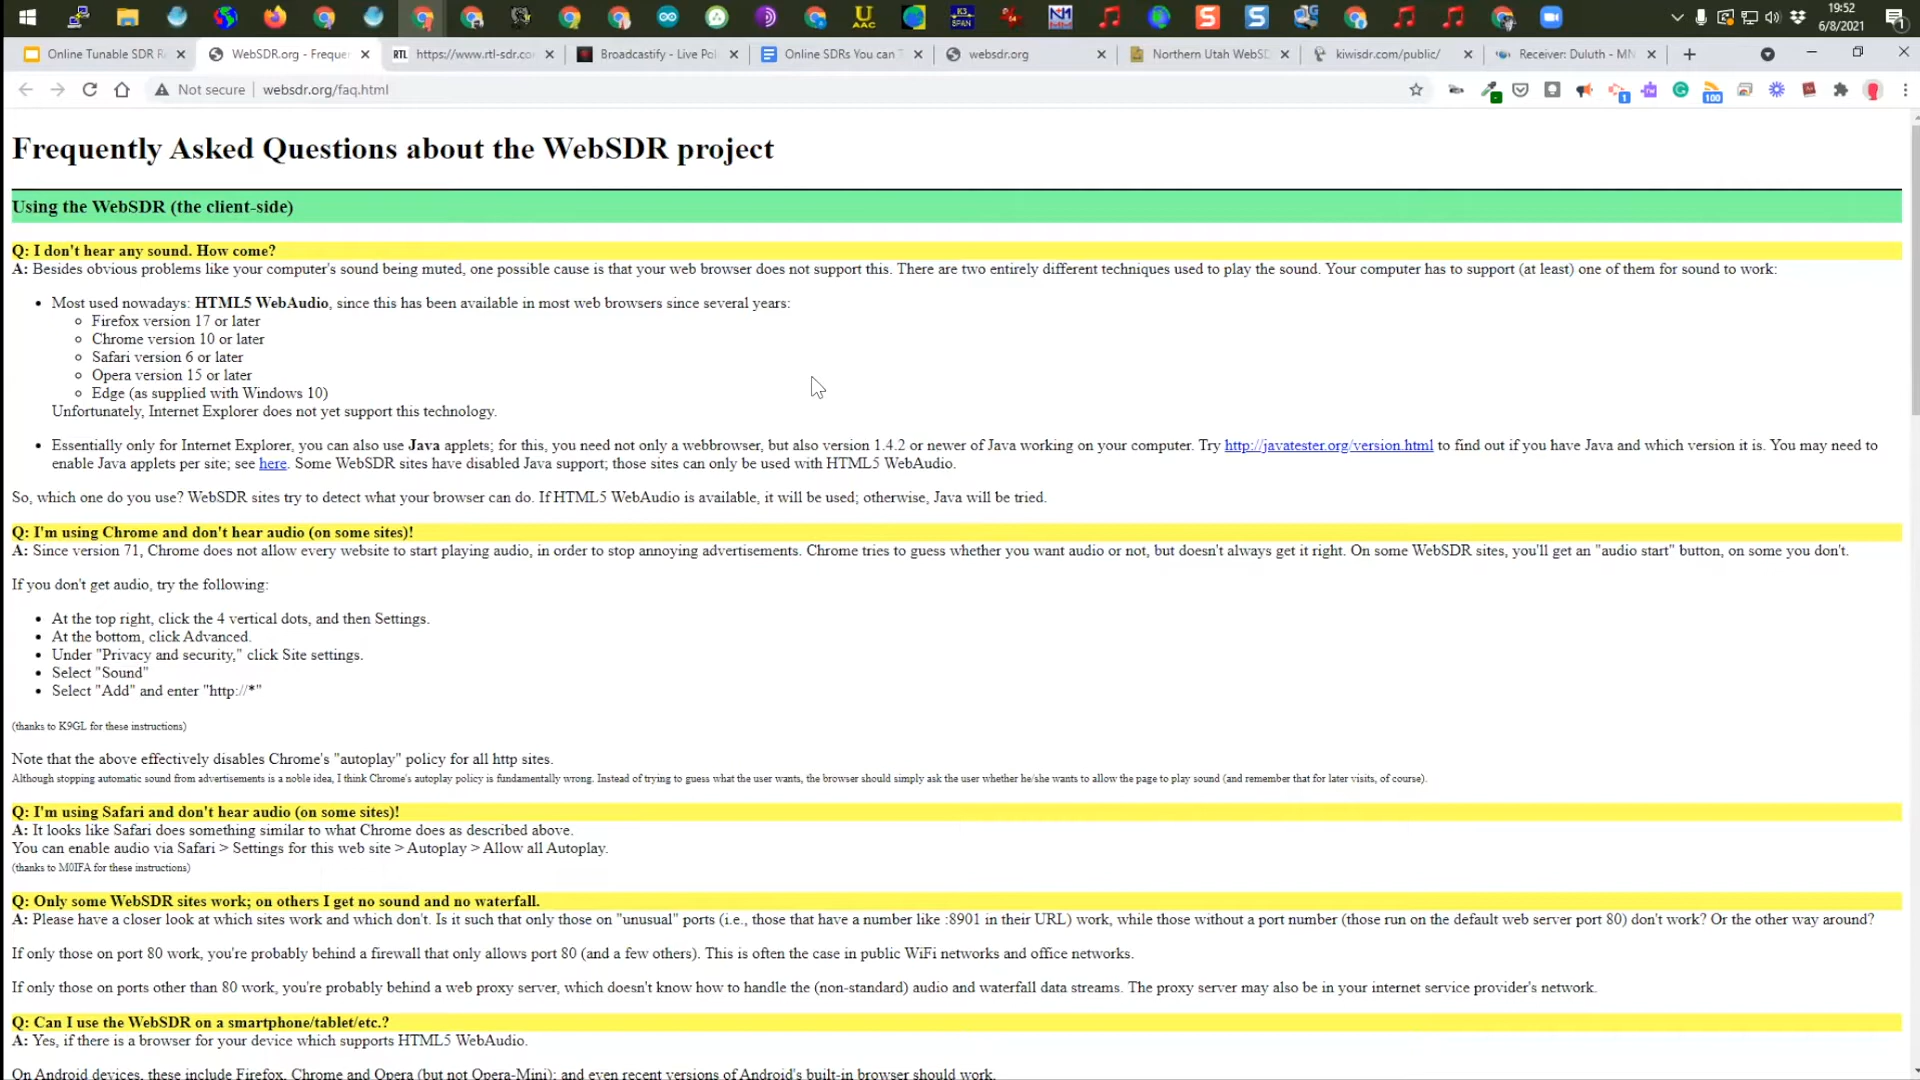 19:52
6/8/2021
Online Tunable SDR R
WebSDR.org - Freque
RTL https://www.rtl-sdr.co
Broadcastify - Live Pol
Online SDRs You can T
websdr.org
Northern Utah WebSD
kiwisdr.com/public/
Receiver: Duluth - MN
Not secure websdr.org/faq.html
Frequently Asked Questions about the WebSDR project
Using the WebSDR (the client-side)
Q: I don't hear any sound. How come?
A: Besides obvious problems like your computer's sound being muted, one possible cause is that your web browser does not support this. There are two entirely different techniques used to play the sound. Your computer has to support (at least) one of them for sound to work:
• Most used nowadays: HTML5 WebAudio, since this has been available in most web browsers since several years:
Firefox version 17 or later
Chrome version 10 or later
Safari version 6 or later
Opera version 15 or later
Edge (as supplied with Windows 10)
Unfortunately, Internet Explorer does not yet support this technology.
• Essentially only for Internet Explorer, you can also use Java applets; for this, you need not only a webbrowser, but also version 1.4.2 or newer of Java working on your computer. Try http://javatester.org/version.html to find out if you have Java and which version it is. You may need to
enable Java applets per site; see here. Some WebSDR sites have disabled Java support; those sites can only be used with HTML5 WebAudio.
So, which one do you use? WebSDR sites try to detect what your browser can do. If HTML5 WebAudio is available, it will be used; otherwise, Java will be tried.
Q: I'm using Chrome and don't hear audio (on some sites)!
A: Since version 71, Chrome does not allow every website to start playing audio, in order to stop annoying advertisements. Chrome tries to guess whether you want audio or not, but doesn't always get it right. On some WebSDR sites, you'll get an "audio start" button, on some you don't.
If you don't get audio, try the following:
• At the top right, click the 4 vertical dots, and then Settings.
• At the bottom, click Advanced.
• Under "Privacy and security," click Site settings.
• Select "Sound"
• Select "Add" and enter "http://*"
(thanks to K9GL for these instructions)
Note that the above effectively disables Chrome's "autoplay" policy for all http sites.
Although stopping automatic sound from advertisements is a noble idea, I think Chrome's autoplay policy is fundamentally wrong. Instead of trying to guess what the user wants, the browser should simply ask the user whether he/she wants to allow the page to play sound (and remember that for later visits, of course).
Q: I'm using Safari and don't hear audio (on some sites)!
A: It looks like Safari does something similar to what Chrome does as described above.
You can enable audio via Safari > Settings for this web site > Autoplay > Allow all Autoplay.
(thanks to M0IFA for these instructions)
Q: Only some WebSDR sites work; on others I get no sound and no waterfall.
A: Please have a closer look at which sites work and which don't. Is it such that only those on "unusual" ports (i.e., those that have a number like :8901 in their URL) work, while those without a port number (those run on the default web server port 80) don't work? Or the other way around?
If only those on port 80 work, you're probably behind a firewall that only allows port 80 (and a few others). This is often the case in public WiFi networks and office networks.
If only those on ports other than 80 work, you're probably behind a web proxy server, which doesn't know how to handle the (non-standard) audio and waterfall data streams. The proxy server may also be in your internet service provider's network.
Q: Can I use the WebSDR on a smartphone/tablet/etc.?
A: Yes, if there is a browser for your device which supports HTML5 WebAudio.
On Android devices, these include Firefox, Chrome and Opera (but not Opera-Mini); and even recent versions of Android's built-in browser should work.